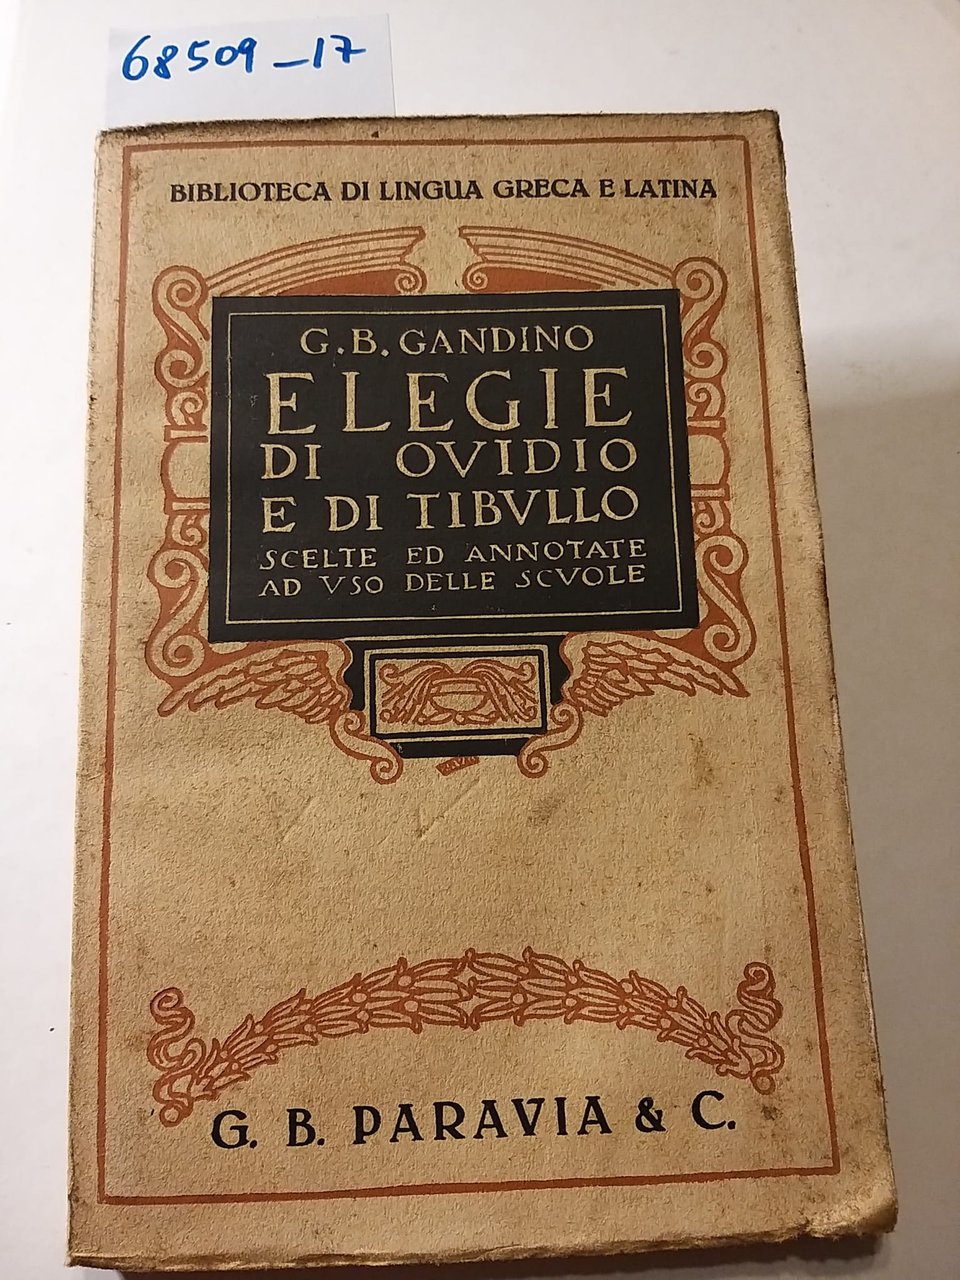 68509_17
BIBLIOTECA DI LINGUA GRECA E LATINA
G.B. GANDINO
ELEGIE
DI OVIDIO
E DI TIBVLLO
SCELTE ED ANNOTATE
AD VSO DELLE SCVOLE
G. B. PARAVIA & C.